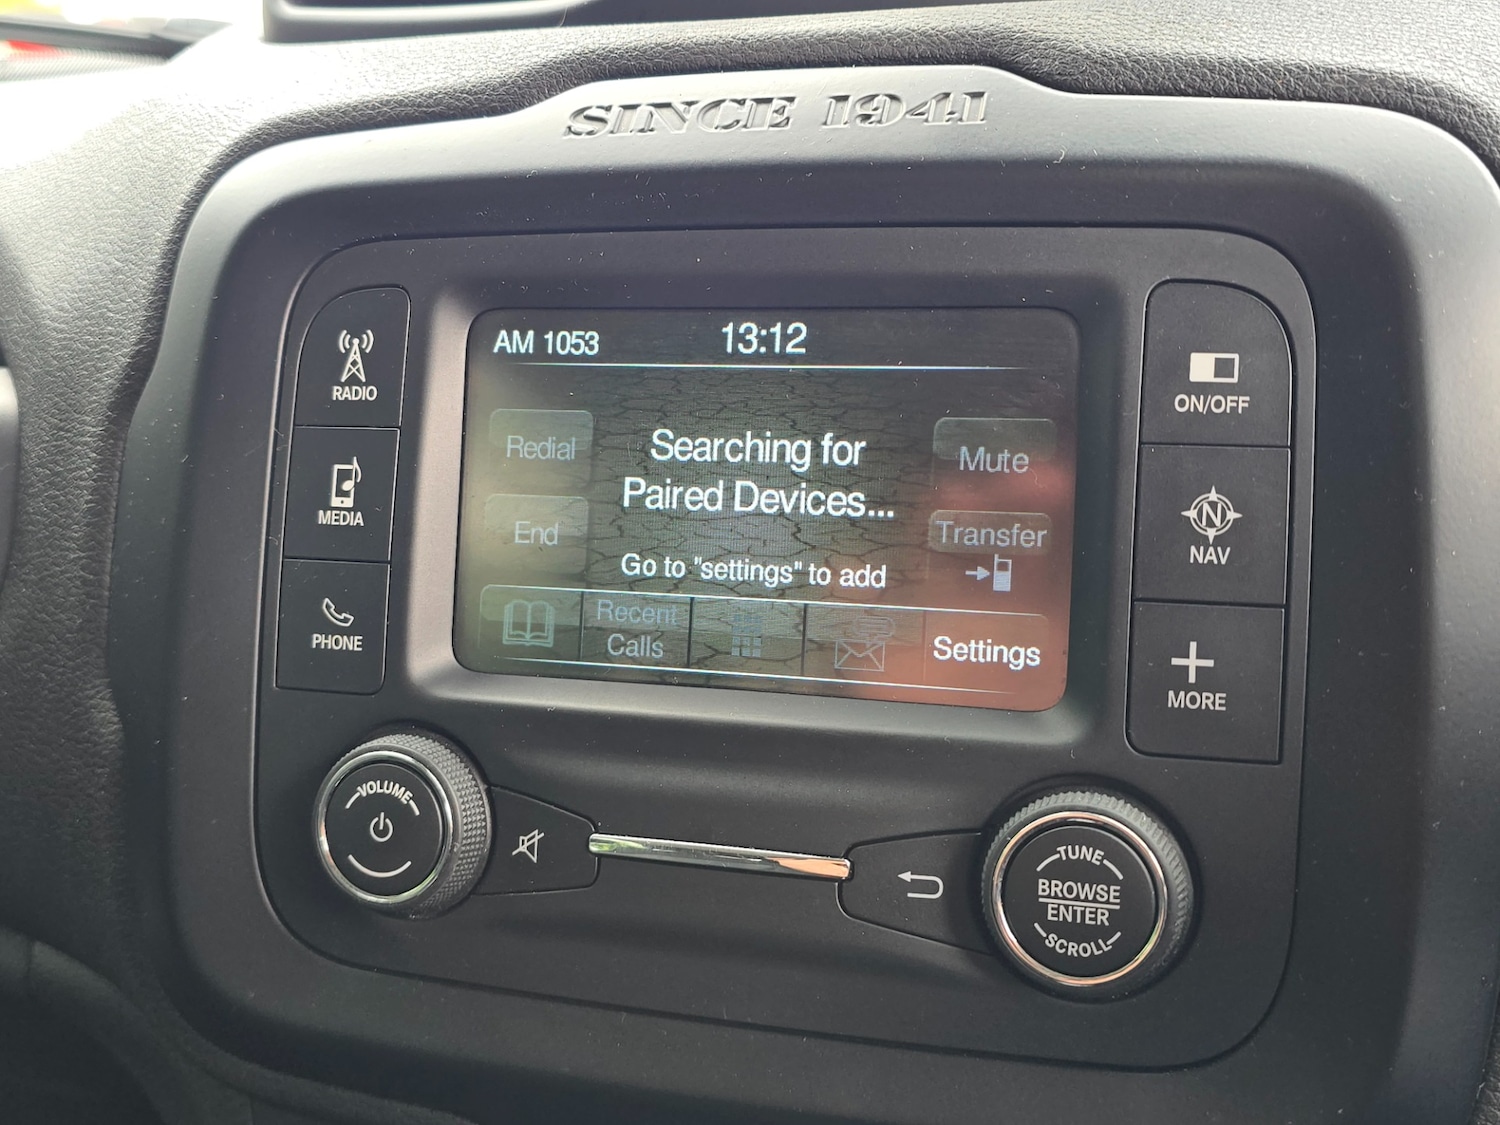 SINCE 1941
RADIO
MEDIA
PHONE
AM 1053
13:12
Redial
Searching for
Paired Devices...
Mute
End
Transfer
Go to "settings" to add
Recent
Calls
Settings
ON/OFF
N
NAV
MORE
VOLUME
TUNE
BROWSE
ENTER
SCROLL